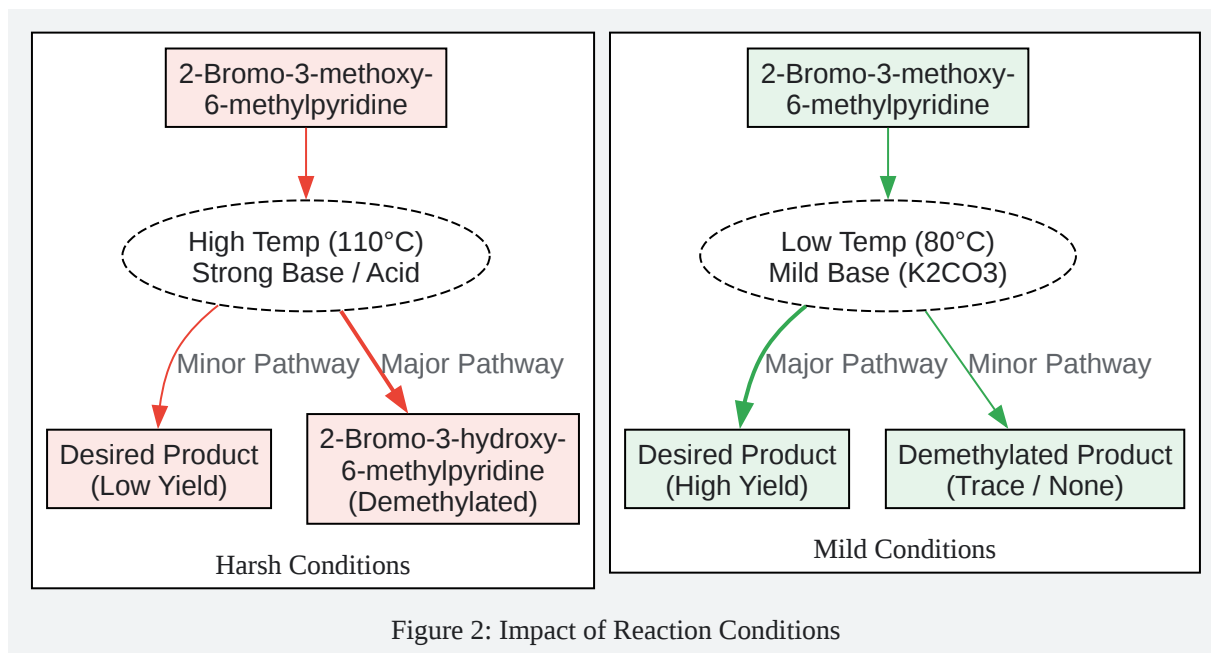 2-Bromo-3-methoxy-
6-methylpyridine
High Temp (110°C)
Strong Base / Acid
Minor Pathway
Major Pathway
Desired Product
(Low Yield)
2-Bromo-3-hydroxy-
6-methylpyridine
(Demethylated)
Harsh Conditions
2-Bromo-3-methoxy-
6-methylpyridine
Low Temp (80°C)
Mild Base (K2CO3)
Major Pathway
Minor Pathway
Desired Product
(High Yield)
Demethylated Product
(Trace / None)
Mild Conditions
Figure 2: Impact of Reaction Conditions